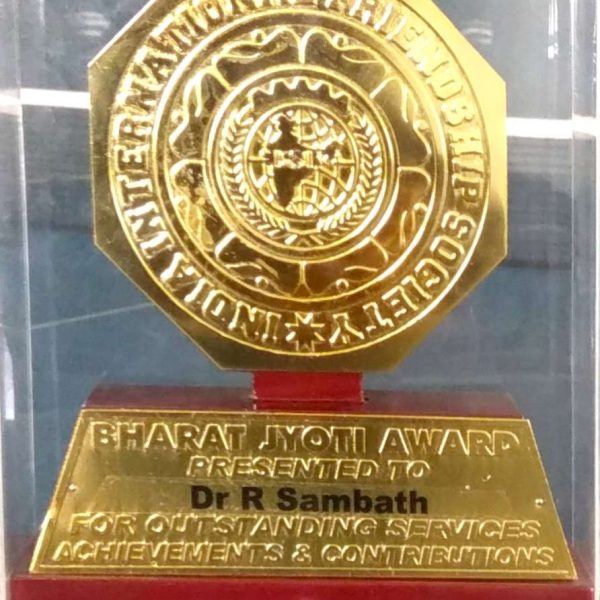 INDIA INTERNATIONAL FRIENDSHIP SOCIETY
BHARAT JYOTI AWARD
PRESENTED TO
Dr R Sambath
FOR OUTSTANDING SERVICES
ACHIEVEMENTS & CONTRIBUTIONS